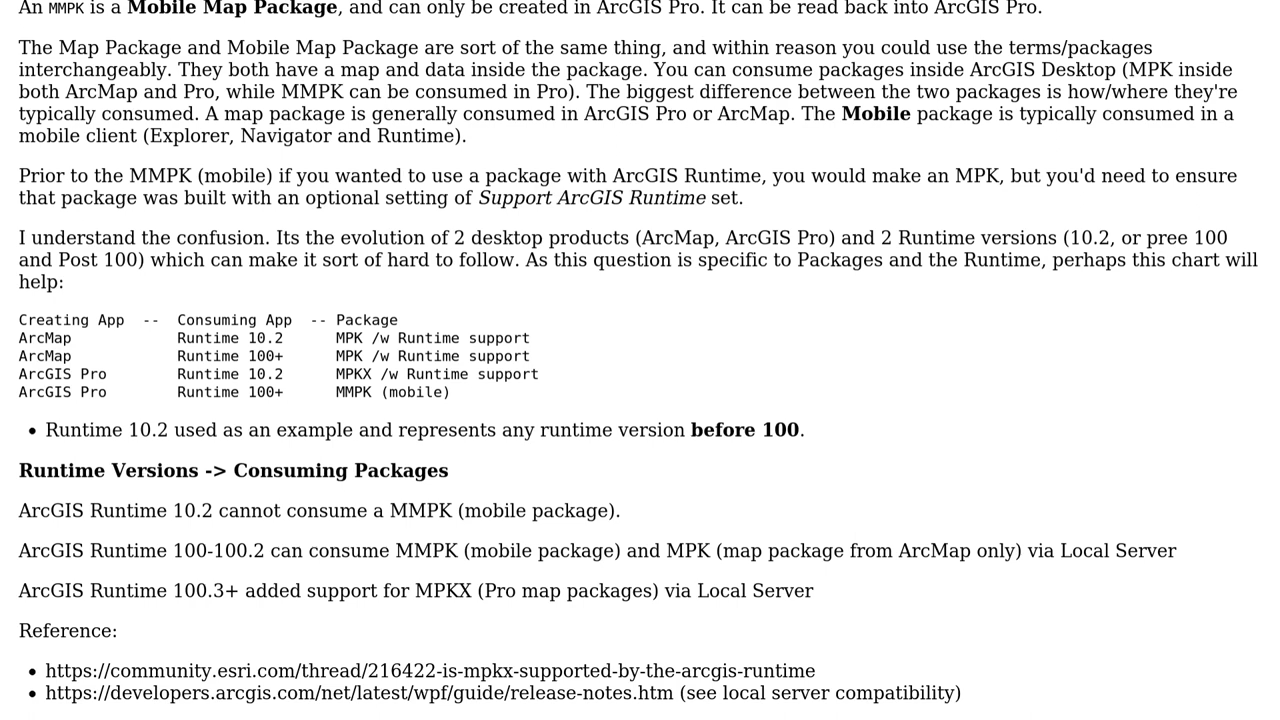 An MMPK is a Mobile Map Package, and can only be created in ArcGIS Pro. It can be read back into ArcGIS Pro.
The Map Package and Mobile Map Package are sort of the same thing, and within reason you could use the terms/packages
interchangeably. They both have a map and data inside the package. You can consume packages inside ArcGIS Desktop (MPK inside
both ArcMap and Pro, while MMPK can be consumed in Pro). The biggest difference between the two packages is how/where they're
typically consumed. A map package is generally consumed in ArcGIS Pro or ArcMap. The Mobile package is typically consumed in a
mobile client (Explorer, Navigator and Runtime).
Prior to the MMPK (mobile) if you wanted to use a package with ArcGIS Runtime, you would make an MPK, but you'd need to ensure
that package was built with an optional setting of Support ArcGIS Runtime set.
I understand the confusion. Its the evolution of 2 desktop products (ArcMap, ArcGIS Pro) and 2 Runtime versions (10.2, or pree 100
and Post 100) which can make it sort of hard to follow. As this question is specific to Packages and the Runtime, perhaps this chart will
help:
Creating App  --  Consuming App  -- Package
ArcMap            Runtime 10.2      MPK /w Runtime support
ArcMap            Runtime 100+      MPK /w Runtime support
ArcGIS Pro        Runtime 10.2      MPKX /w Runtime support
ArcGIS Pro        Runtime 100+      MMPK (mobile)
• Runtime 10.2 used as an example and represents any runtime version before 100.
Runtime Versions -> Consuming Packages
ArcGIS Runtime 10.2 cannot consume a MMPK (mobile package).
ArcGIS Runtime 100-100.2 can consume MMPK (mobile package) and MPK (map package from ArcMap only) via Local Server
ArcGIS Runtime 100.3+ added support for MPKX (Pro map packages) via Local Server
Reference:
• https://community.esri.com/thread/216422-is-mpkx-supported-by-the-arcgis-runtime
• https://developers.arcgis.com/net/latest/wpf/guide/release-notes.htm (see local server compatibility)